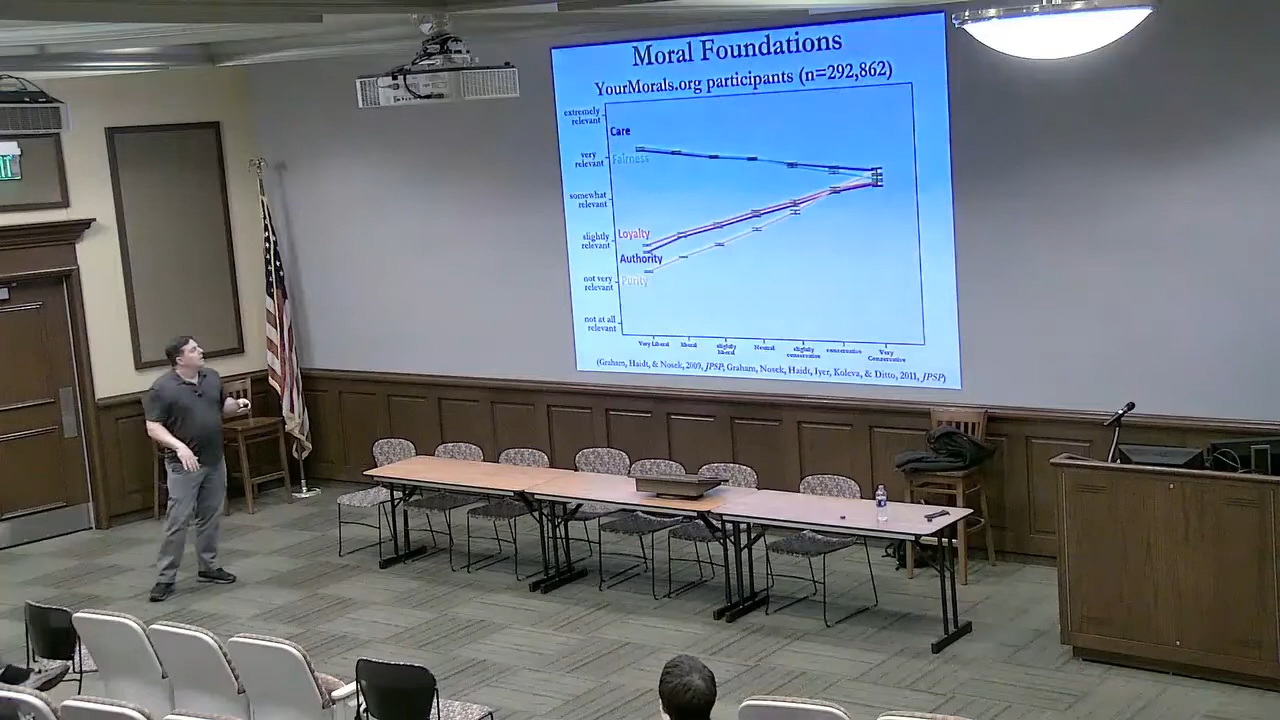 Moral Foundations
YourMorals.org participants (n=292,862)
extremely
relevant
Care
very
relevant
Fairness
somewhat
relevant
Loyalty
slightly
relevant
Authority
not very
relevant
Purity
not at all
relevant
Very Liberal
liberal
slightly
liberal
Neutral
slightly
conservative
conservative
Very
Conservative
(Graham, Haidt, & Nosek, 2009, JPSP; Graham, Nosek, Haidt, Iyer, Koleva, & Ditto, 2011, JPSP)